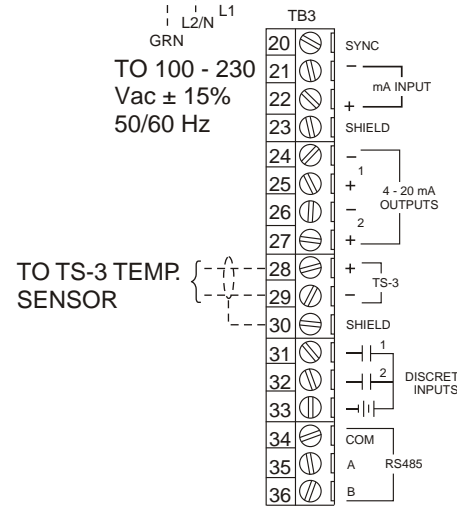 L2/N L1
GRN
TB3
TO 100 - 230
Vac ± 15%
50/60 Hz
20 SYNC
21 −
mA INPUT
22 +
23 SHIELD
24 −
1
25 +
4 - 20 mA
OUTPUTS
26 −
2
27 +
TO TS-3 TEMP.
SENSOR
28 +
TS-3
29 −
30 SHIELD
31 1
32 2
DISCRET
INPUTS
33
34 COM
35 A RS485
36 B